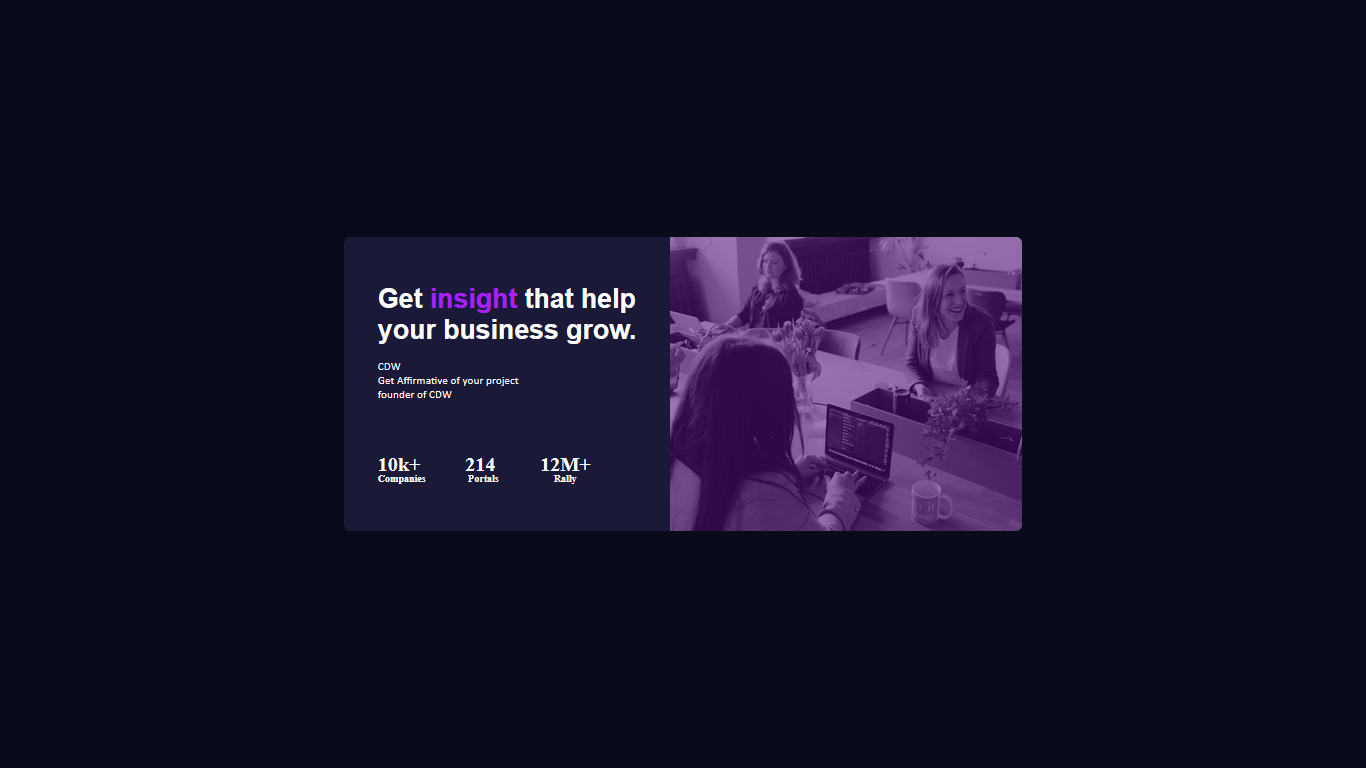 Get insight that help
your business grow.
CDW
Get Affirmative of your project
founder of CDW
10k+ 214 12M+
Companies Portals Rally